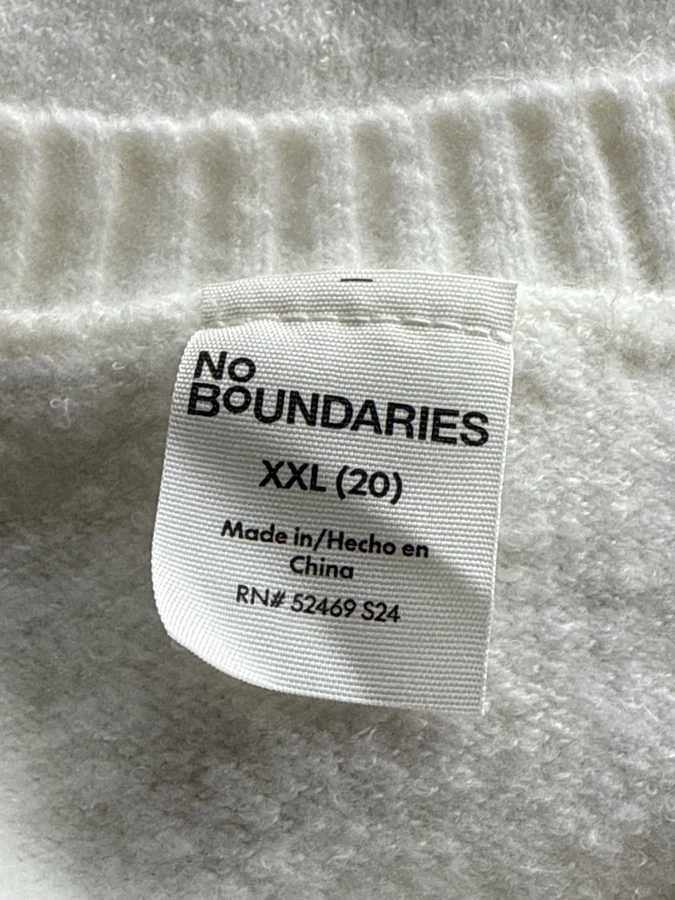 No
BOUNDARIES
XXL (20)
Made in/Hecho en
China
RN# 52469 S24